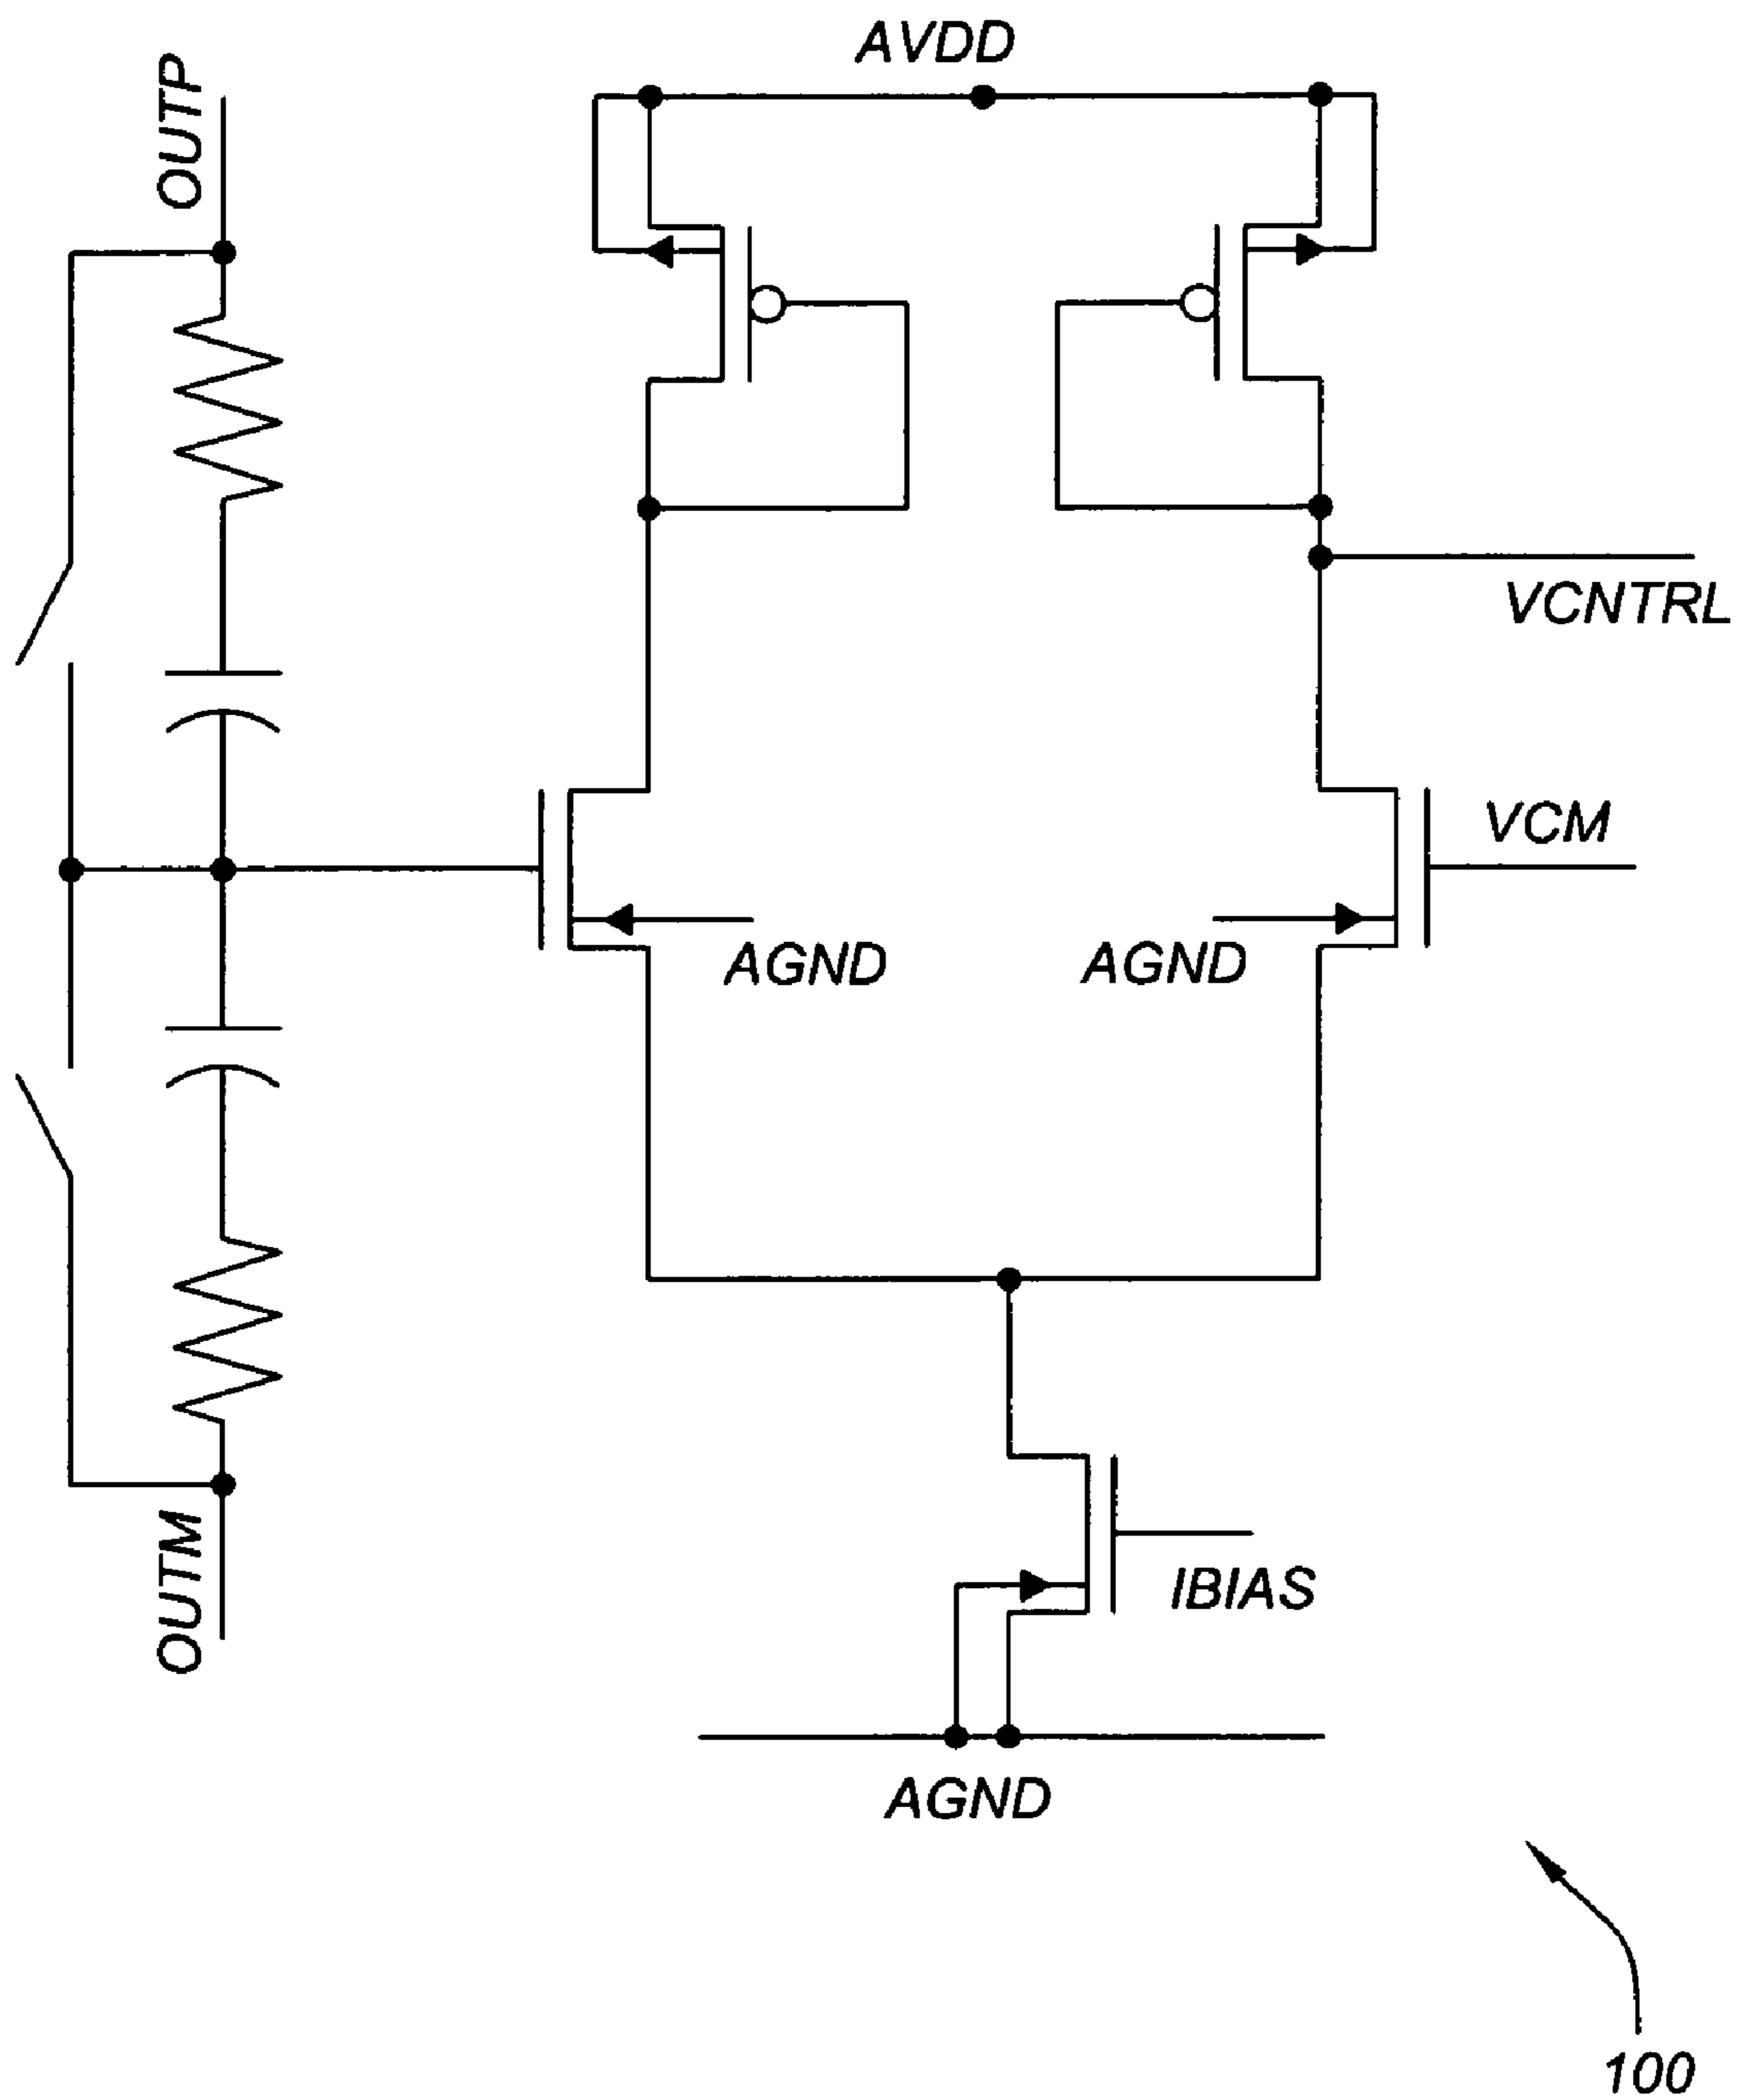 AVDD
OUTP
VCNTRL
VCM
AGND
AGND
OUTM
IBIAS
AGND
100